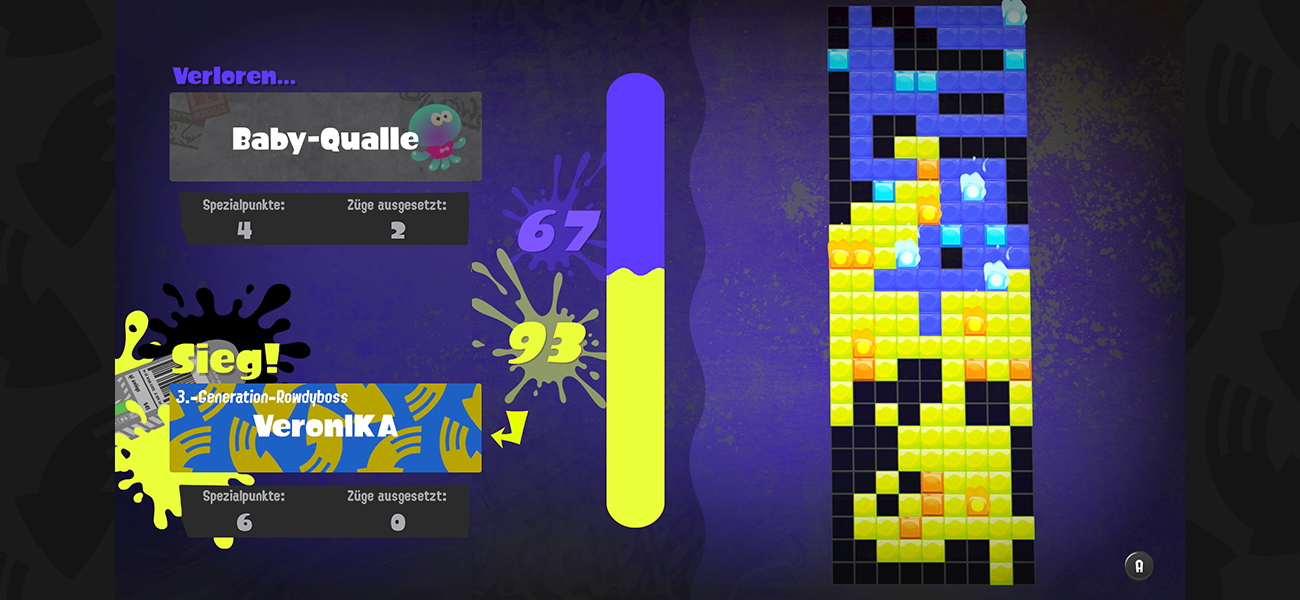 Verloren...
Baby-Qualle
Spezialpunkte: Züge ausgesetzt:
4 2
67
93
Sieg!
3.-Generation-Rowdyboss
VeronIKA
Spezialpunkte: Züge ausgesetzt:
6 0
A